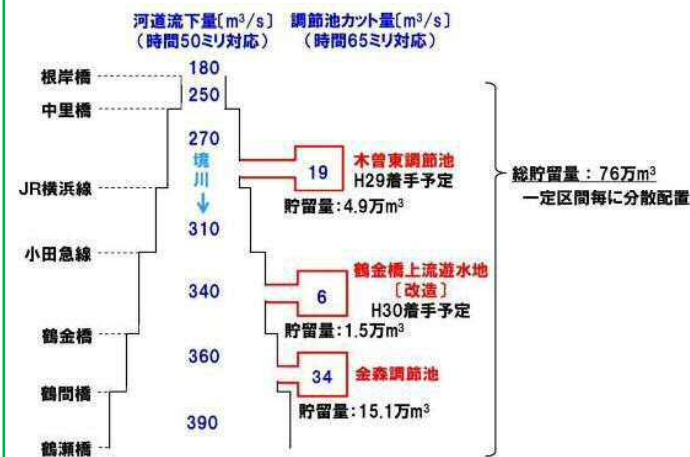 河道流下量〔m³/s〕
(時間50ミリ対応)
調節池カット量〔m³/s〕
(時間65ミリ対応)
根岸橋
180
250
中里橋
270
境川
↓
木曽東調節池
19
H29着手予定
貯留量:4.9万m³
JR横浜線
310
小田急線
340
鶴金橋上流遊水地
〔改造〕
6
H30着手予定
貯留量:1.5万m³
鶴金橋
360
34
金森調節池
貯留量:15.1万m³
鶴間橋
390
鶴瀬橋
総貯留量:76万m³
一定区間毎に分散配置